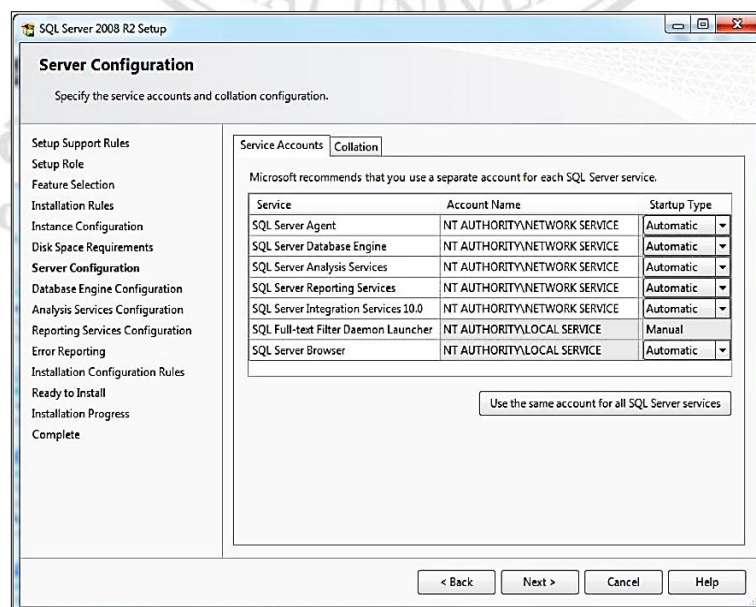 SQL Server 2008 R2 Setup
Server Configuration
Specify the service accounts and collation configuration.
Setup Support Rules
Setup Role
Feature Selection
Installation Rules
Instance Configuration
Disk Space Requirements
Server Configuration
Database Engine Configuration
Analysis Services Configuration
Reporting Services Configuration
Error Reporting
Installation Configuration Rules
Ready to Install
Installation Progress
Complete
Service Accounts Collation
Microsoft recommends that you use a separate account for each SQL Server service.
Service Account Name Startup Type
SQL Server Agent NT AUTHORITY\NETWORK SERVICE Automatic
SQL Server Database Engine NT AUTHORITY\NETWORK SERVICE Automatic
SQL Server Analysis Services NT AUTHORITY\NETWORK SERVICE Automatic
SQL Server Reporting Services NT AUTHORITY\NETWORK SERVICE Automatic
SQL Server Integration Services 10.0 NT AUTHORITY\NETWORK SERVICE Automatic
SQL Full-text Filter Daemon Launcher NT AUTHORITY\LOCAL SERVICE Manual
SQL Server Browser NT AUTHORITY\LOCAL SERVICE Automatic
Use the same account for all SQL Server services
< Back Next > Cancel Help